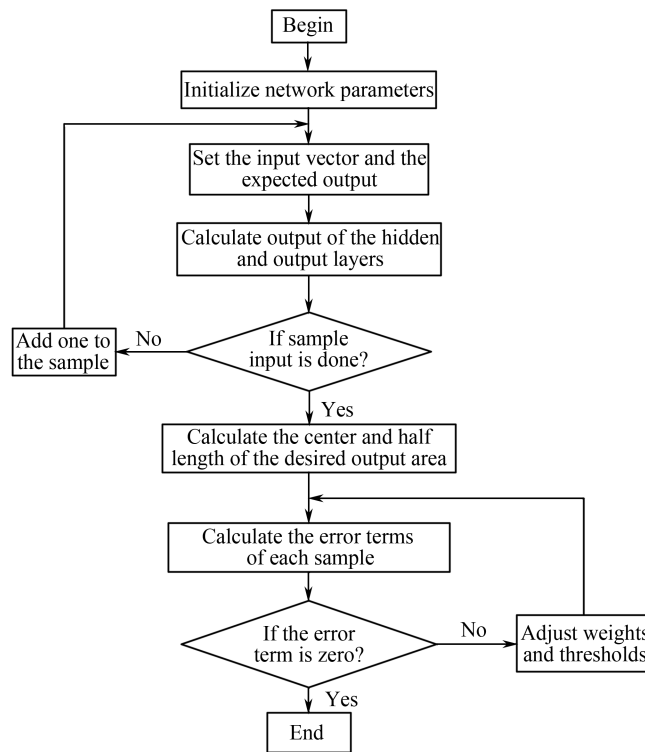 Begin
Initialize network parameters
Set the input vector and the
expected output
Calculate output of the hidden
and output layers
If sample
input is done?
No
Add one to
the sample
Yes
Calculate the center and half
length of the desired output area
Calculate the error terms
of each sample
If the error
term is zero?
No
Adjust weights
and thresholds
Yes
End